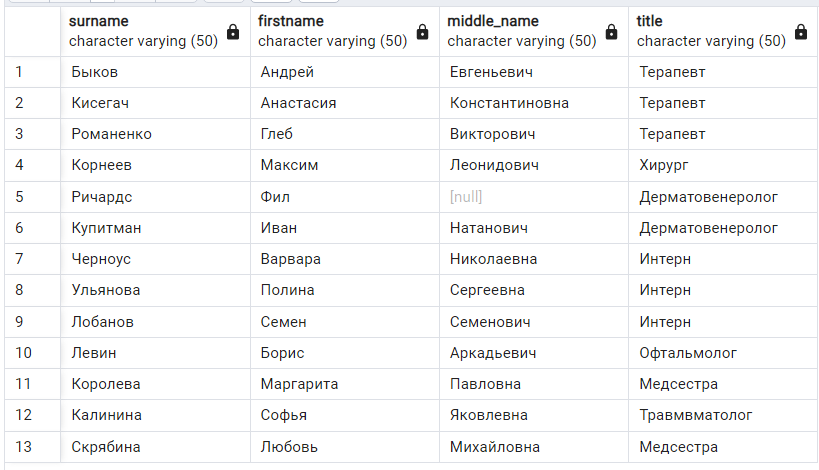 surname firstname middle_name title
character varying (50) character varying (50) character varying (50) character varying (50)
1 Быков Андрей Евгеньевич Терапевт
2 Кисегач Анастасия Константиновна Терапевт
3 Романенко Глеб Викторович Терапевт
4 Корнеев Максим Леонидович Хирург
5 Ричардс Фил [null] Дерматовенеролог
6 Купитман Иван Натанович Дерматовенеролог
7 Черноус Варвара Николаевна Интерн
8 Ульянова Полина Сергеевна Интерн
9 Лобанов Семен Семенович Интерн
10 Левин Борис Аркадьевич Офтальмолог
11 Королева Маргарита Павловна Медсестра
12 Калинина Софья Яковлевна Травмвматолог
13 Скрябина Любовь Михайловна Медсестра